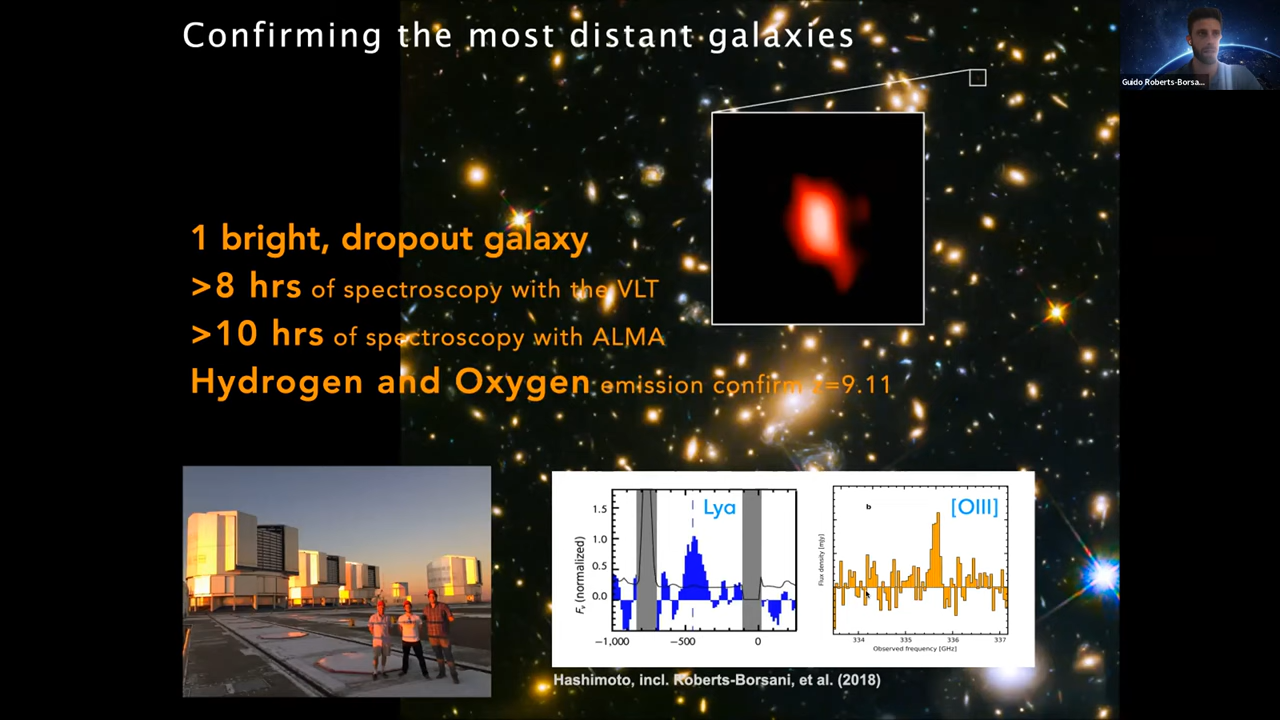 Confirming the most distant galaxies
Guido Roberts-Borsa...
1 bright, dropout galaxy
>8 hrs of spectroscopy with the VLT
>10 hrs of spectroscopy with ALMA
Hydrogen and Oxygen emission confirm z=9.11
Lyα
1.5
1.0
0.5
0.0
Fν (normalized)
−1,000 −500 0
b
[OIII]
Flux density [mJy]
334 335 336 337
Observed frequency [GHz]
Hashimoto, incl. Roberts-Borsani, et al. (2018)